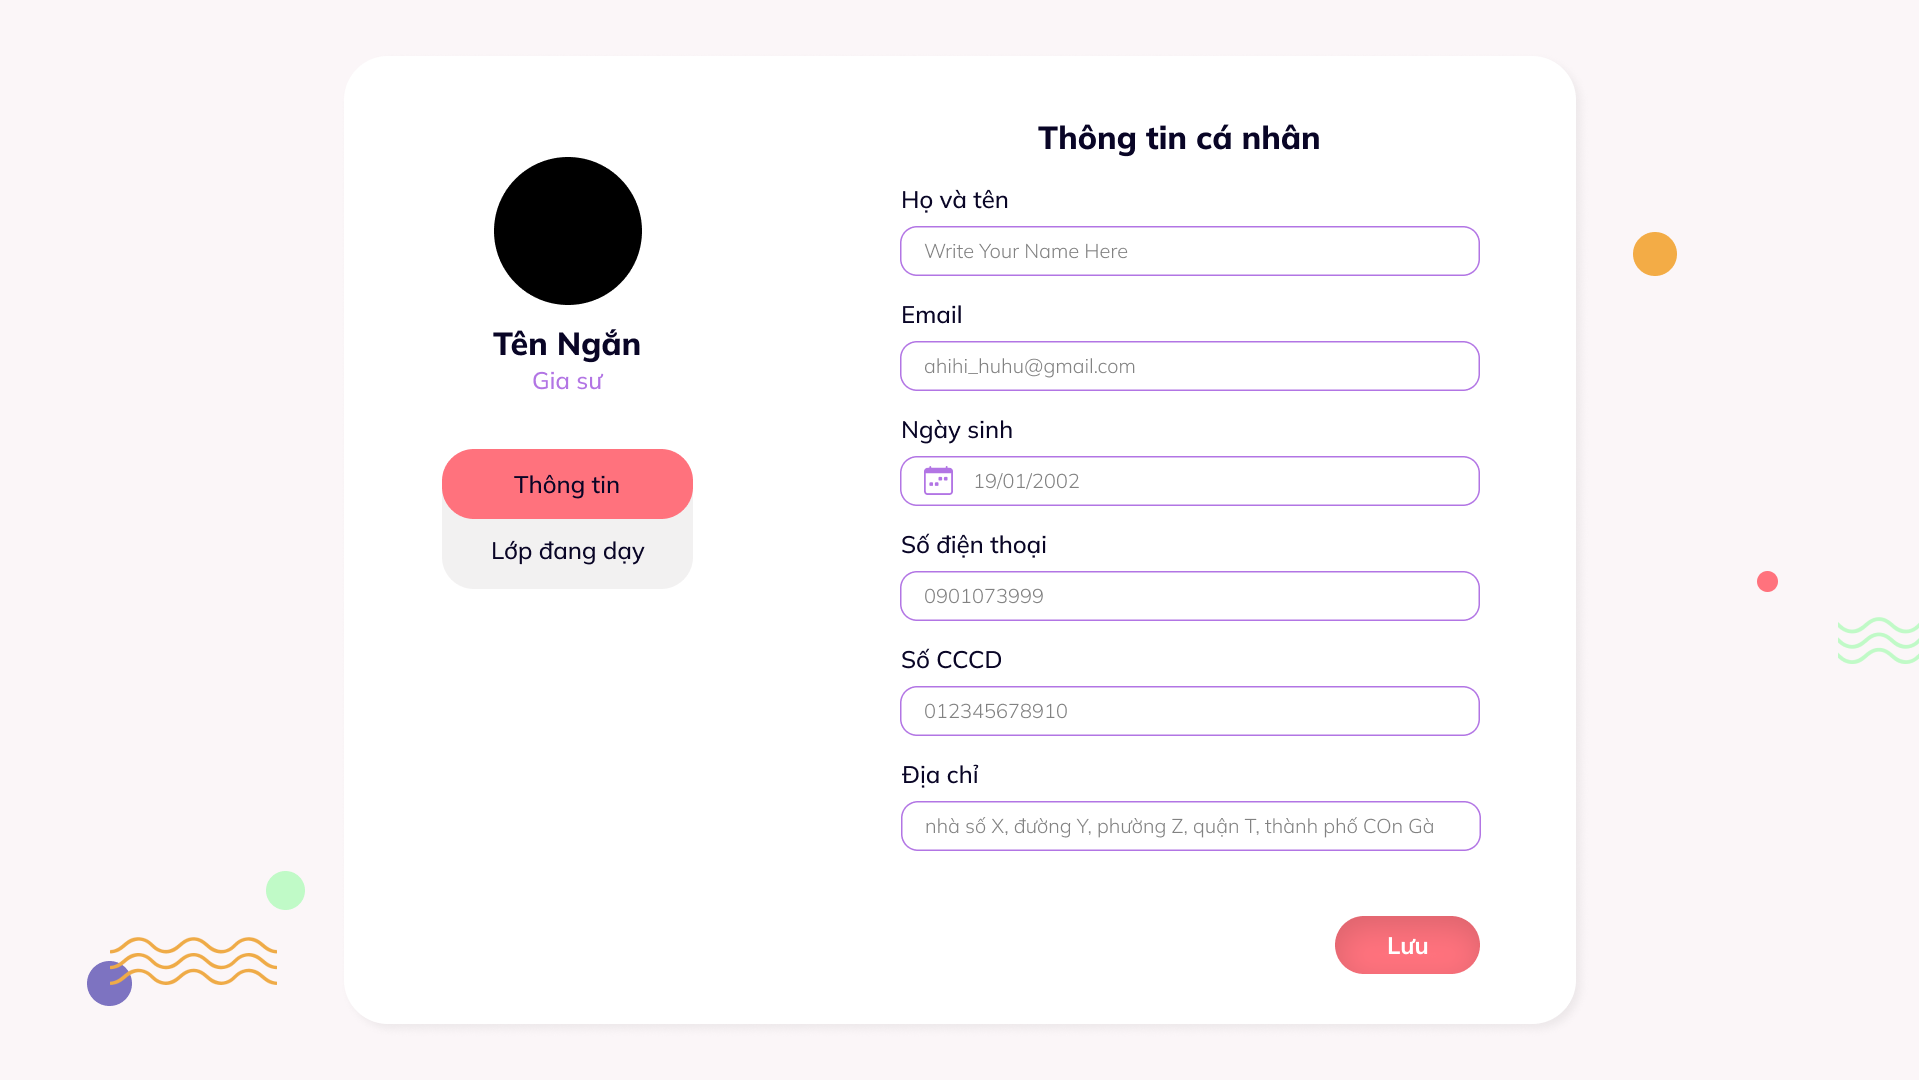 Tên Ngắn
Gia sư
Thông tin
Lớp đang dạy
Thông tin cá nhân
Họ và tên
Write Your Name Here
Email
ahihi_huhu@gmail.com
Ngày sinh
19/01/2002
Số điện thoại
0901073999
Số CCCD
012345678910
Địa chỉ
nhà số X, đường Y, phường Z, quận T, thành phố COn Gà
Lưu